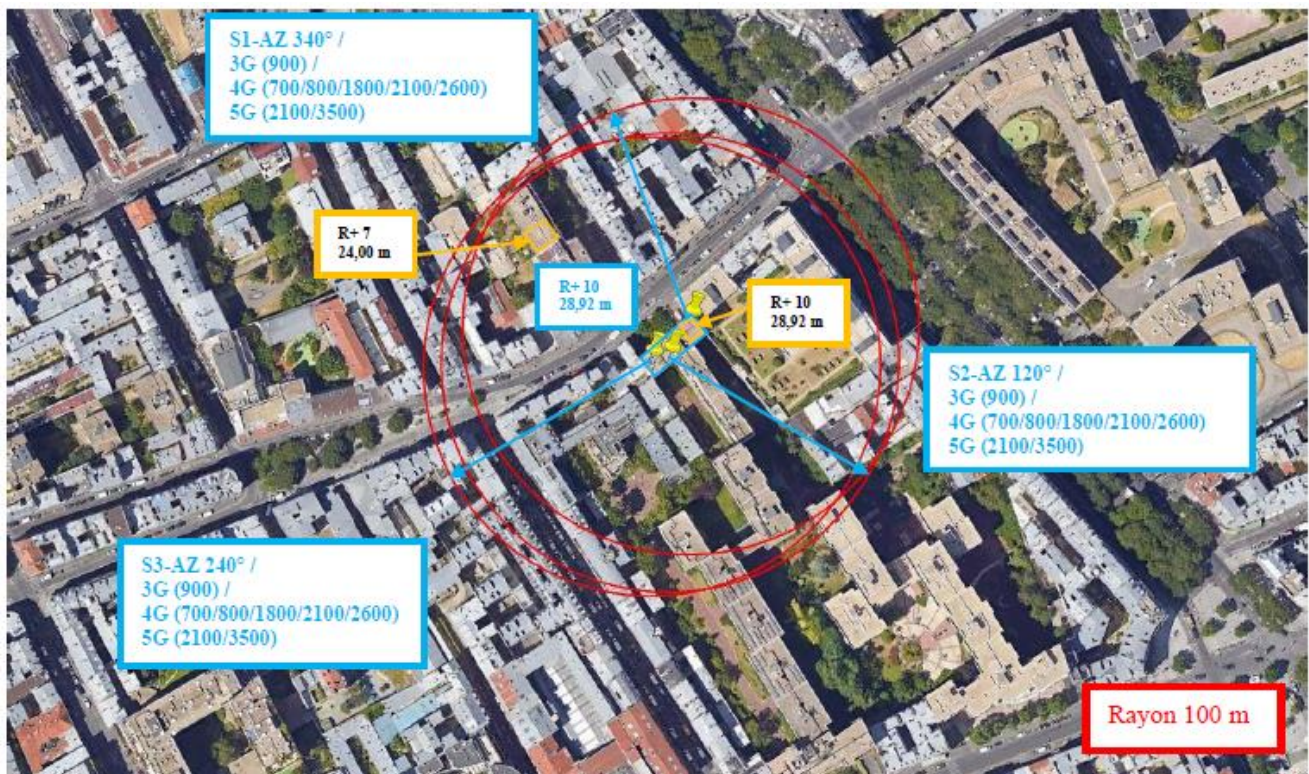 S1-AZ 340° /
3G (900) /
4G (700/800/1800/2100/2600)
5G (2100/3500)
R+ 7
24,00 m
R+ 10
28,92 m
R+ 10
28,92 m
S2-AZ 120° /
3G (900) /
4G (700/800/1800/2100/2600)
5G (2100/3500)
S3-AZ 240° /
3G (900) /
4G (700/800/1800/2100/2600)
5G (2100/3500)
Rayon 100 m